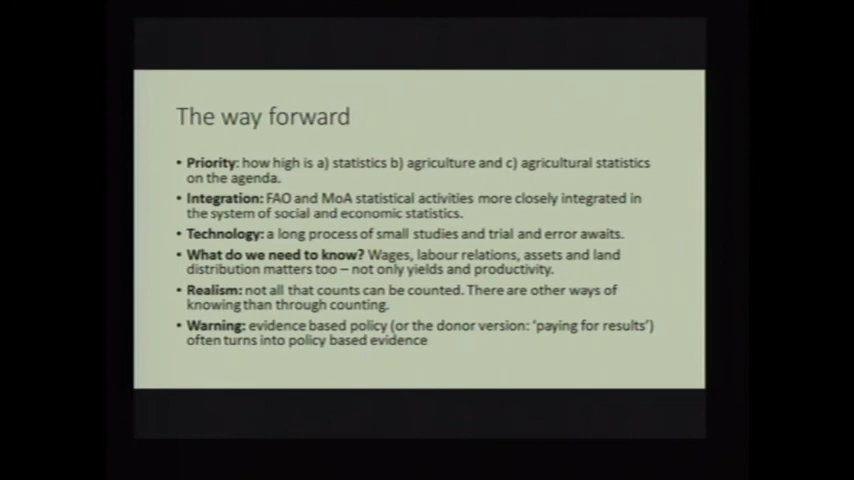 The way forward
• Priority: how high is a) statistics b) agriculture and c) agricultural statistics
on the agenda.
• Integration: FAO and MoA statistical activities more closely integrated in
the system of social and economic statistics.
• Technology: a long process of small studies and trial and error awaits.
• What do we need to know? Wages, labour relations, assets and land
distribution matters too – not only yields and productivity.
• Realism: not all that counts can be counted. There are other ways of
knowing than through counting.
• Warning: evidence based policy (or the donor version: 'paying for results')
often turns into policy based evidence